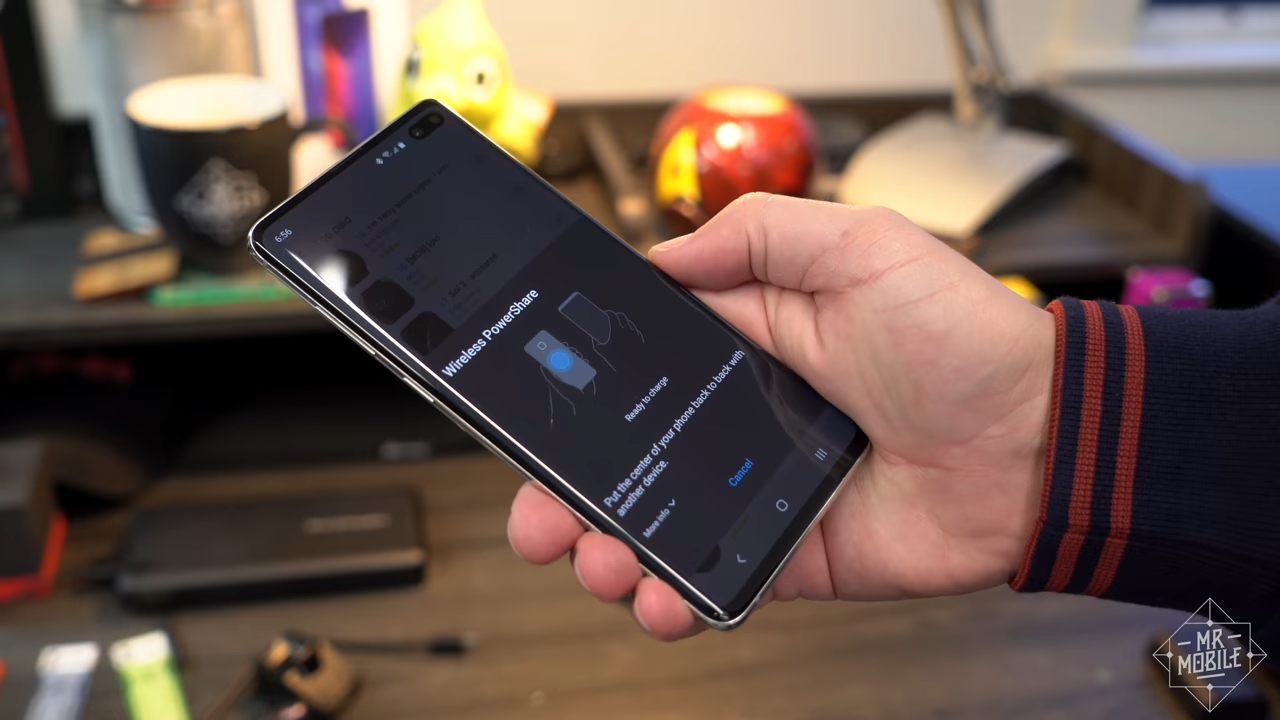 6:56
Wireless PowerShare
Ready to charge
Put the center of your phone back to back with
another device.
More info
Cancel
MR
MOBILE